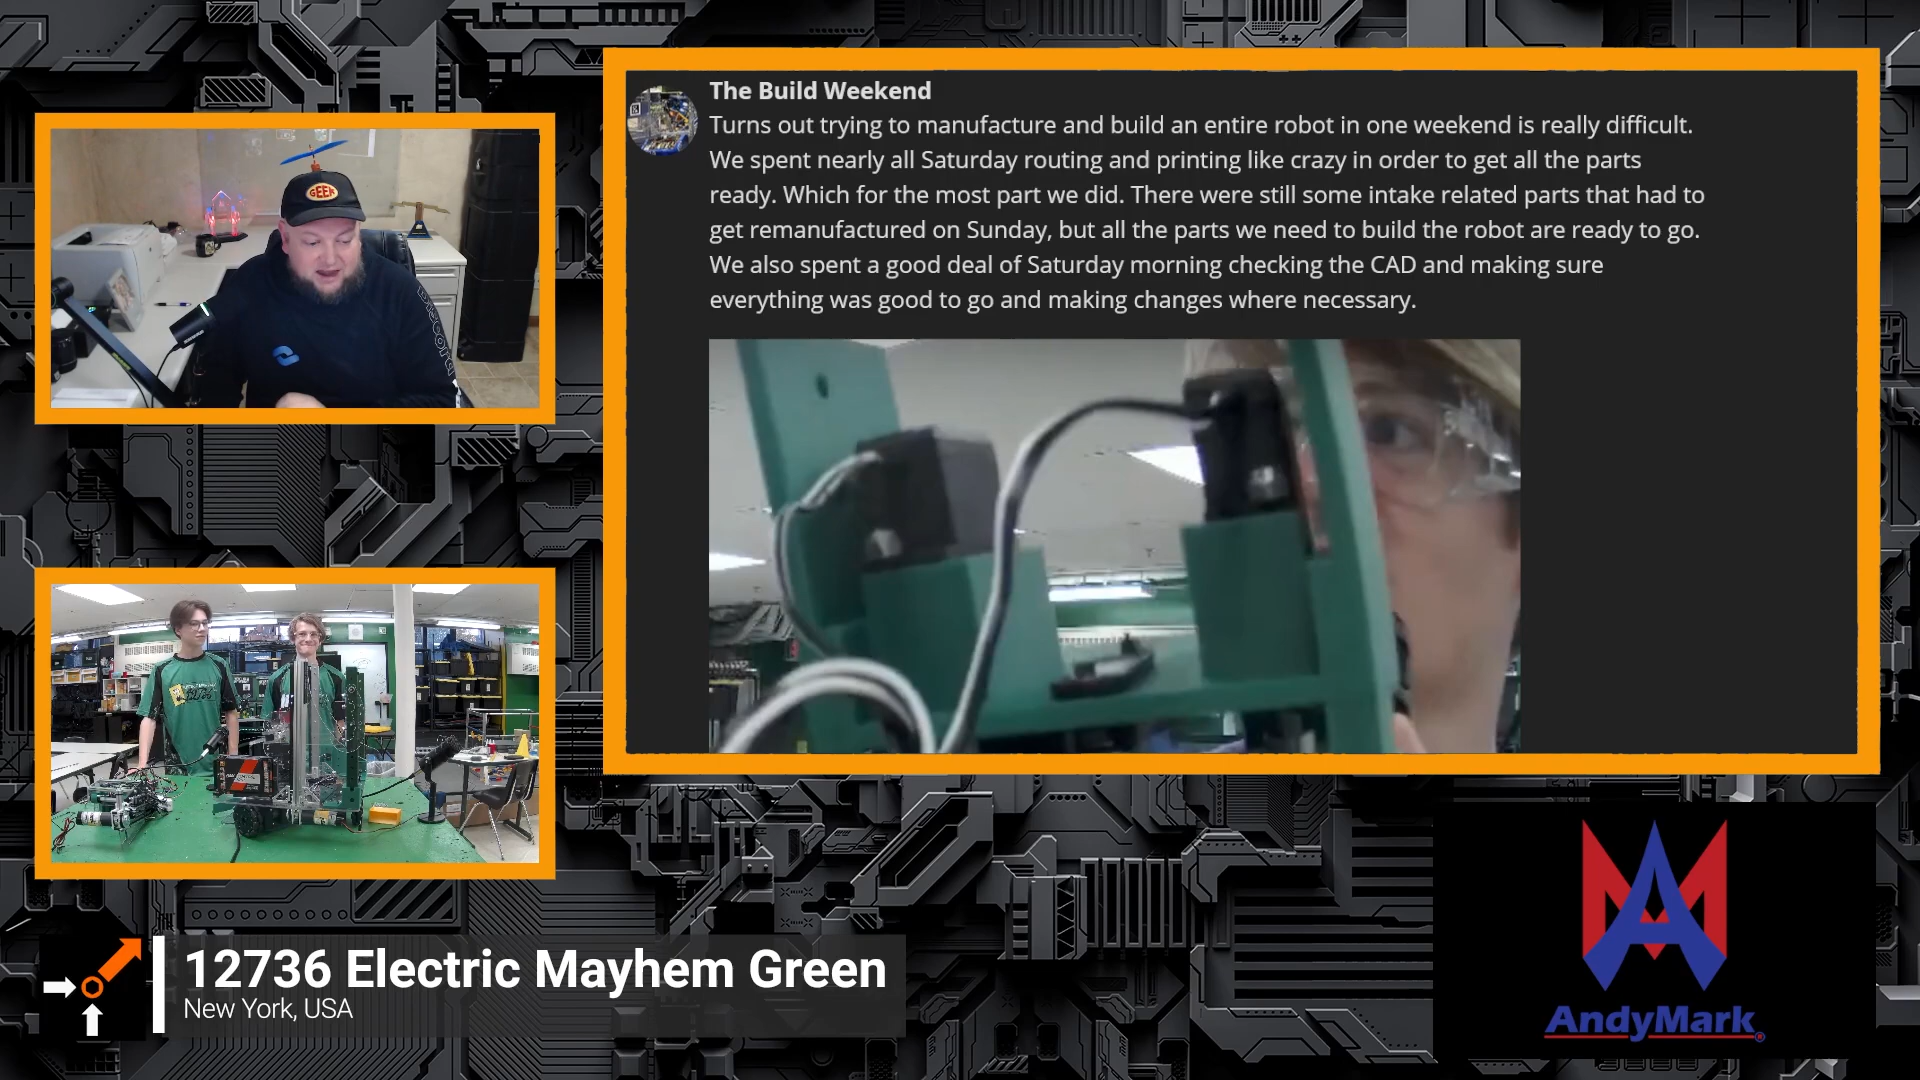 The Build Weekend
Turns out trying to manufacture and build an entire robot in one weekend is really difficult.
We spent nearly all Saturday routing and printing like crazy in order to get all the parts
ready. Which for the most part we did. There were still some intake related parts that had to
get remanufactured on Sunday, but all the parts we need to build the robot are ready to go.
We also spent a good deal of Saturday morning checking the CAD and making sure
everything was good to go and making changes where necessary.
GEEK
Discord
12736 Electric Mayhem Green
New York, USA
AndyMark